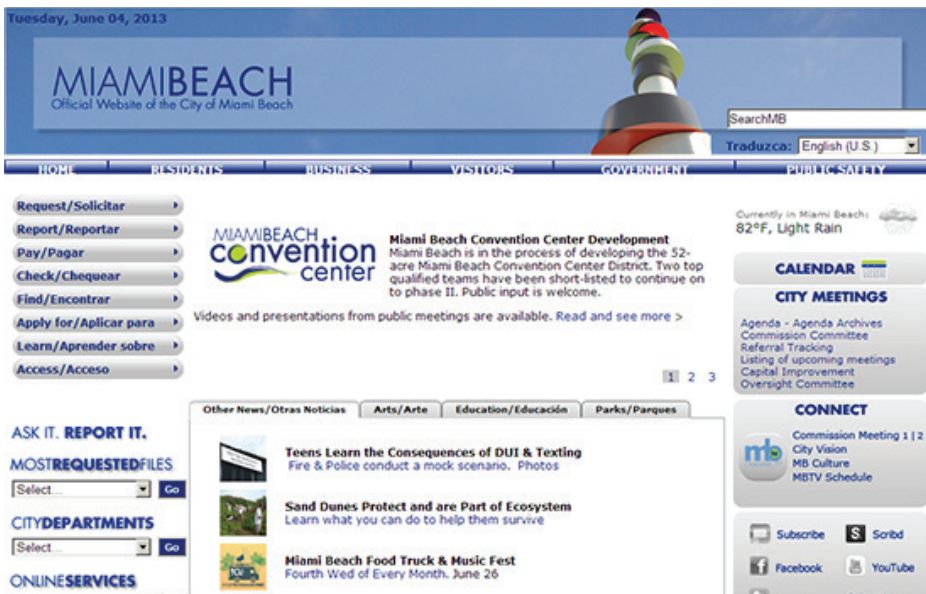 Tuesday, June 04, 2013
MIAMIBEACH
Official Website of the City of Miami Beach
SearchMB
Traduzca: English (U.S.)
HOME RESIDENTS BUSINESS VISITORS GOVERNMENT PUBLIC SAFETY
Request/Solicitar
Report/Reportar
Pay/Pagar
Check/Chequear
Find/Encontrar
Apply for/Aplicar para
Learn/Aprender sobre
Access/Acceso
ASK IT. REPORT IT.
MOSTREQUESTEDFILES
Select... Go
CITYDEPARTMENTS
Select... Go
ONLINESERVICES
MIAMIBEACH
convention
center
Miami Beach Convention Center Development
Miami Beach is in the process of developing the 52-
acre Miami Beach Convention Center District. Two top
qualified teams have been short-listed to continue on
to phase II. Public input is welcome.
Videos and presentations from public meetings are available. Read and see more >
1 2 3
Other News/Otras Noticias Arts/Arte Education/Educación Parks/Parques
Teens Learn the Consequences of DUI & Texting
Fire & Police conduct a mock scenario. Photos
Sand Dunes Protect and are Part of Ecosystem
Learn what you can do to help them survive
Miami Beach Food Truck & Music Fest
Fourth Wed of Every Month. June 26
Currently in Miami Beach:
82°F, Light Rain
CALENDAR
CITY MEETINGS
Agenda - Agenda Archives
Commission Committee
Referral Tracking
Listing of upcoming meetings
Capital Improvement
Oversight Committee
CONNECT
mb
Commission Meeting 1 | 2
City Vision
MB Culture
MBTV Schedule
Subscribe S Scribd
f Facebook YouTube